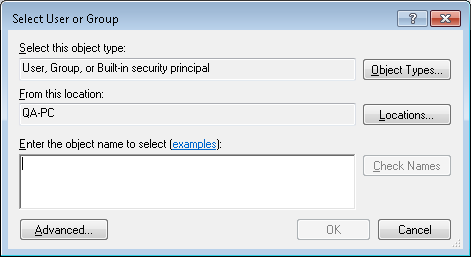 Select User or Group
Select this object type:
User, Group, or Built-in security principal
Object Types...
From this location:
QA-PC
Locations...
Enter the object name to select (examples):
Check Names
Advanced...
OK
Cancel